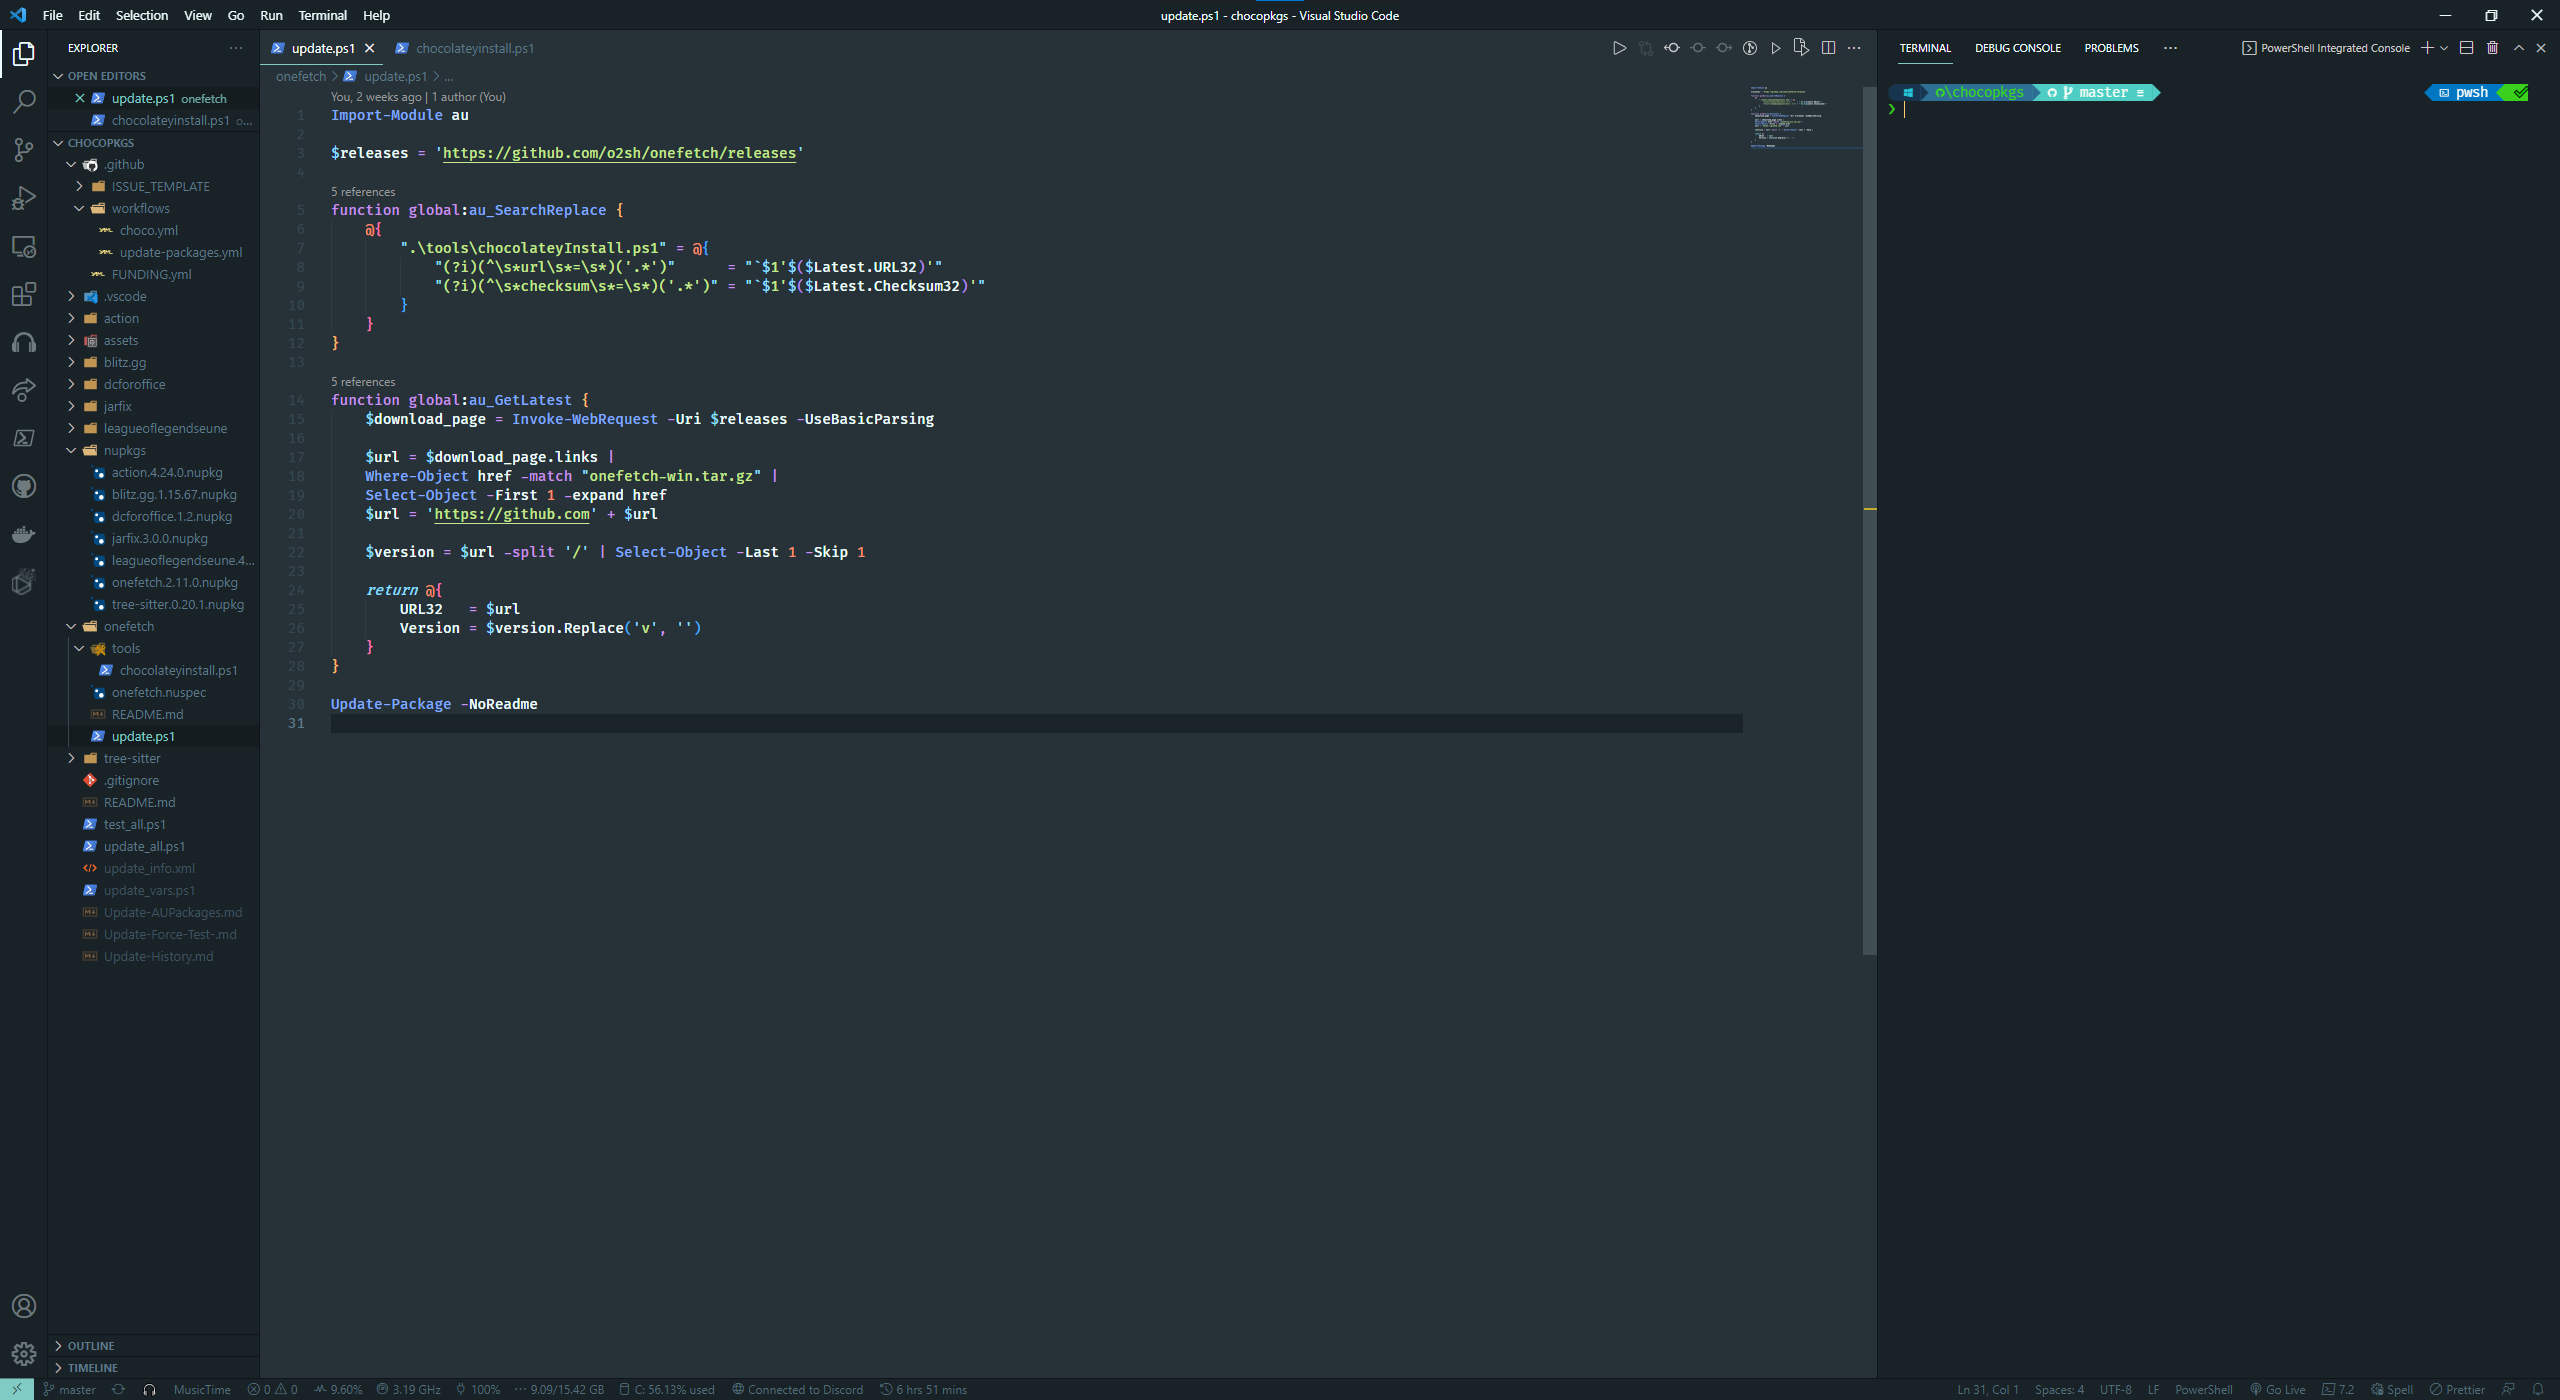 File Edit Selection View Go Run Terminal Help
update.ps1 - chocopkgs - Visual Studio Code
EXPLORER
OPEN EDITORS
update.ps1 onefetch
chocolateyinstall.ps1 o...
CHOCOPKGS
.github
ISSUE_TEMPLATE
workflows
choco.yml
update-packages.yml
FUNDING.yml
.vscode
action
assets
blitz.gg
dcforoffice
jarfix
leagueoflegendseune
nupkgs
action.4.24.0.nupkg
blitz.gg.1.15.67.nupkg
dcforoffice.1.2.nupkg
jarfix.3.0.0.nupkg
leagueoflegendseune.4...
onefetch.2.11.0.nupkg
tree-sitter.0.20.1.nupkg
onefetch
tools
chocolateyinstall.ps1
onefetch.nuspec
README.md
update.ps1
tree-sitter
.gitignore
README.md
test_all.ps1
update_all.ps1
update_info.xml
update_vars.ps1
Update-AUPackages.md
Update-Force-Test-.md
Update-History.md
OUTLINE
TIMELINE
update.ps1 chocolateyinstall.ps1
onefetch > update.ps1 > ...
You, 2 weeks ago | 1 author (You)
1 Import-Module au
2
3 $releases = 'https://github.com/o2sh/onefetch/releases'
4
5 references
5 function global:au_SearchReplace {
6 @{
7 ".\tools\chocolateyInstall.ps1" = @{
8 "(?i)(^\s*url\s*=\s*)('.*')" = "`$1'$($Latest.URL32)'"
9 "(?i)(^\s*checksum\s*=\s*)('.*')" = "`$1'$($Latest.Checksum32)'"
10 }
11 }
12 }
13
5 references
14 function global:au_GetLatest {
15 $download_page = Invoke-WebRequest -Uri $releases -UseBasicParsing
16
17 $url = $download_page.links |
18 Where-Object href -match "onefetch-win.tar.gz" |
19 Select-Object -First 1 -expand href
20 $url = 'https://github.com' + $url
21
22 $version = $url -split '/' | Select-Object -Last 1 -Skip 1
23
24 return @{
25 URL32 = $url
26 Version = $version.Replace('v', '')
27 }
28 }
29
30 Update-Package -NoReadme
31
TERMINAL DEBUG CONSOLE PROBLEMS ... PowerShell Integrated Console
\chocopkgs master ≡ pwsh
❯
master MusicTime 0 0 9.60% 3.19 GHz 100% 9.09/15.42 GB C: 56.13% used Connected to Discord 6 hrs 51 mins
Ln 31, Col 1 Spaces: 4 UTF-8 LF PowerShell Go Live 7.2 Spell Prettier